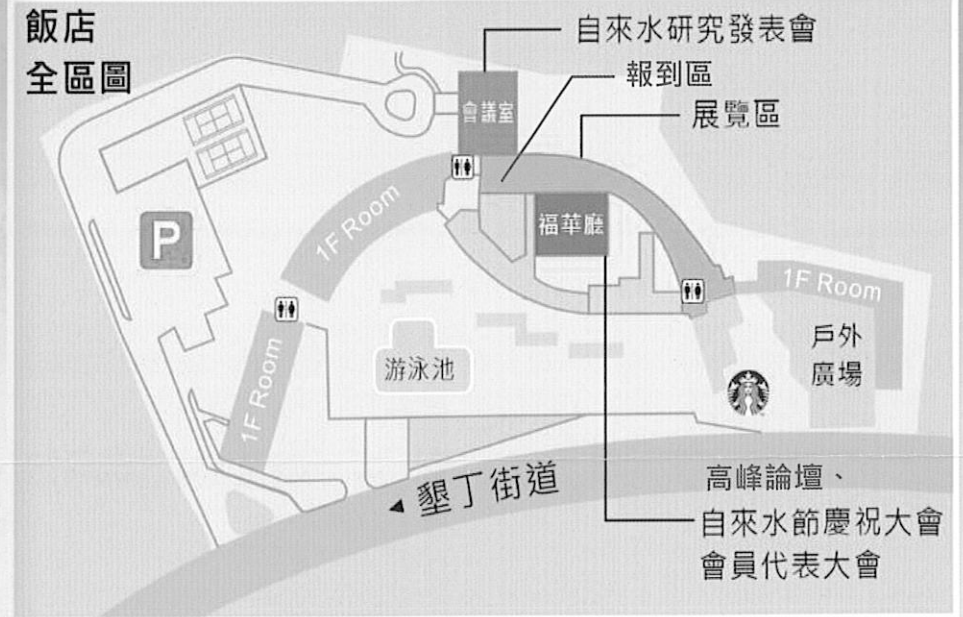 飯店
全區圖
自來水研究發表會
報到區
展覽區
會議室
福華廳
P
1F Room
1F Room
1F Room
戶外
廣場
游泳池
墾丁街道
高峰論壇、
自來水節慶祝大會
會員代表大會